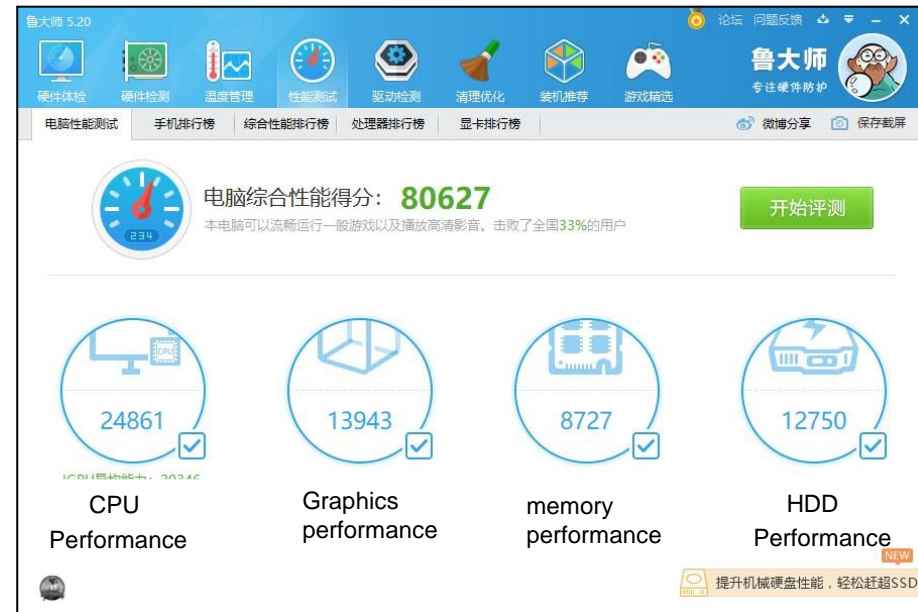 鲁大师 5.20
论坛 问题反馈
硬件体检 硬件检测 温度管理 性能测试 驱动检测 清理优化 装机推荐 游戏精选
鲁大师
专注硬件防护
电脑性能测试 手机排行榜 综合性能排行榜 处理器排行榜 显卡排行榜 微博分享 保存截屏
电脑综合性能得分: 80627
本电脑可以流畅运行一般游戏以及播放高清影音。击败了全国33%的用户
开始评测
234
CPU
24861 13943 8727 12750
CPU
Performance
Graphics
performance
memory
performance
HDD
Performance
NEW
提升机械硬盘性能，轻松赶超SSD